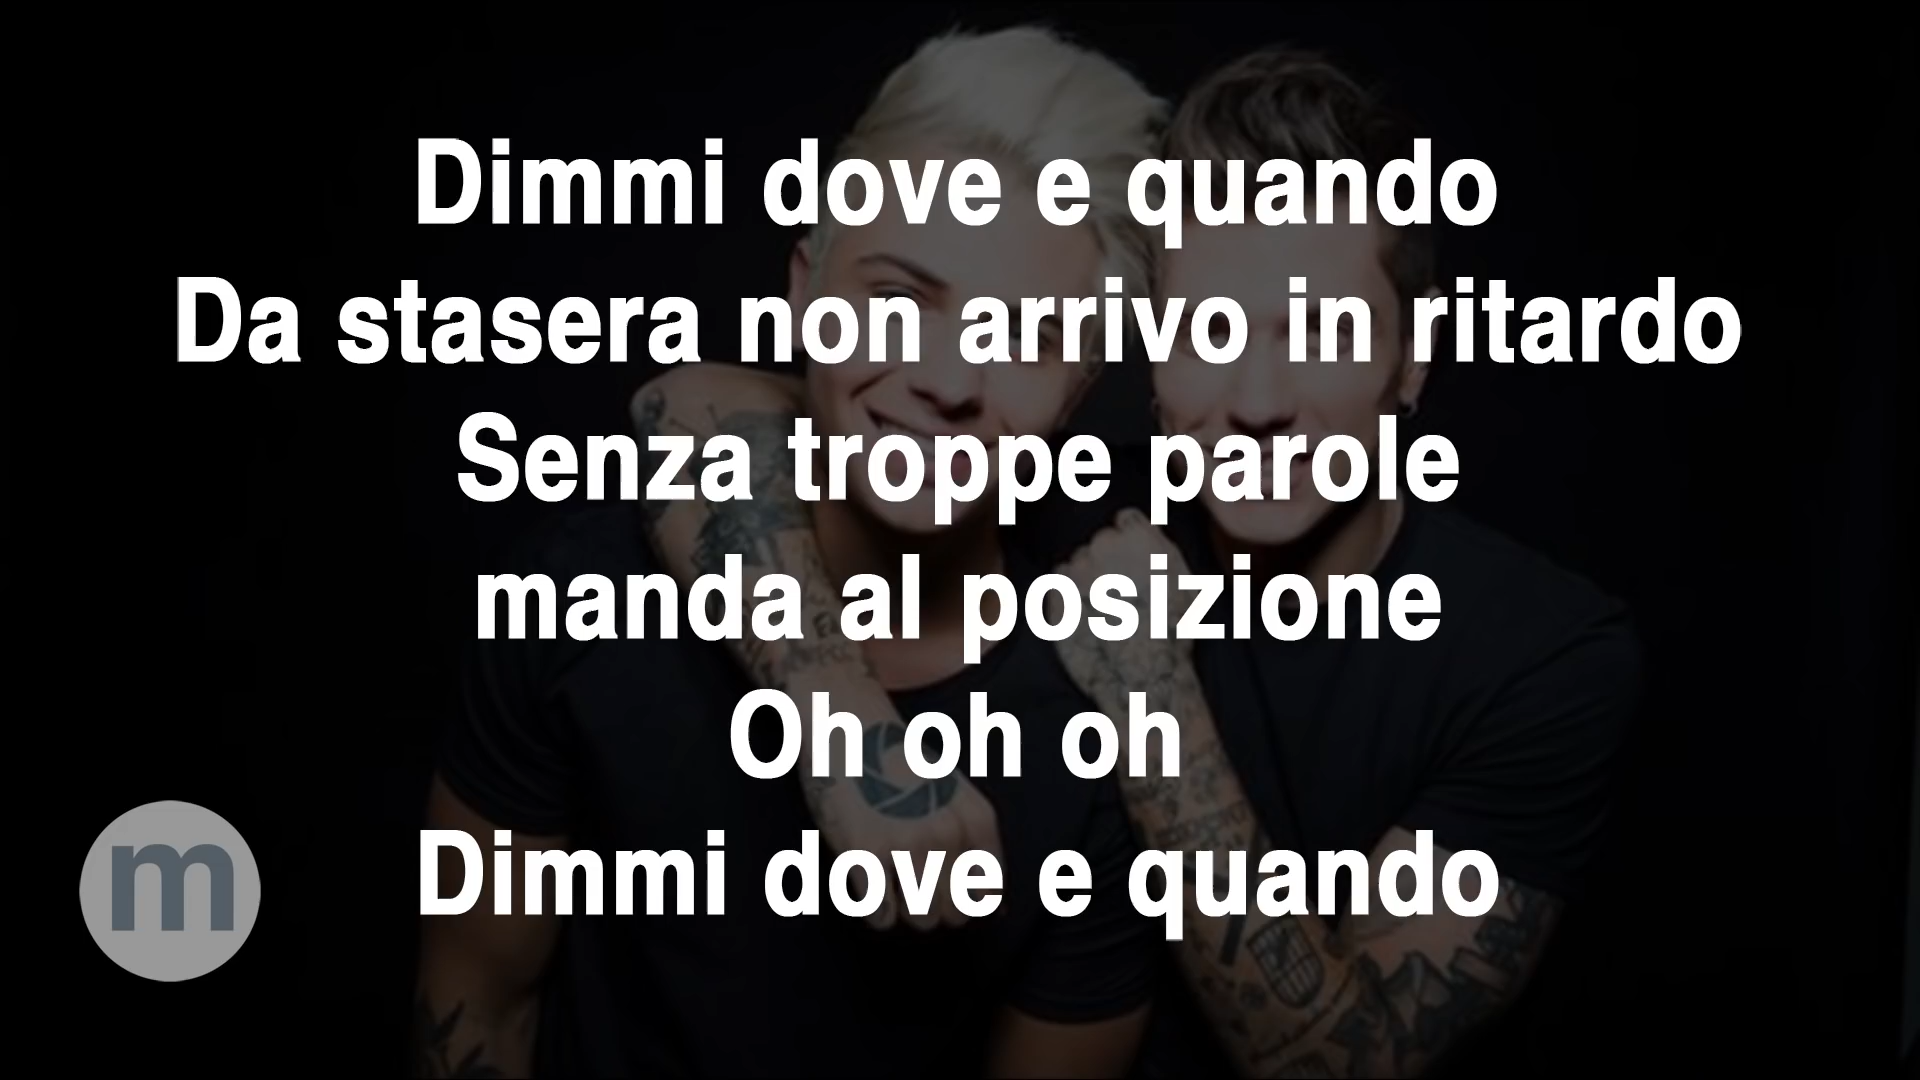 Dimmi dove e quando
Da stasera non arrivo in ritardo
Senza troppe parole
manda al posizione
Oh oh oh
Dimmi dove e quando
m